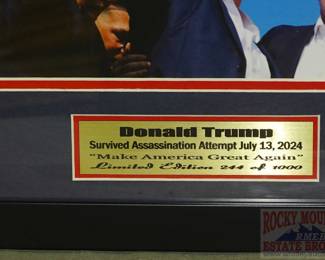 Donald Trump
Survived Assassination Attempt July 13, 2024
"Make America Great Again"
Limited Edition 244 of 1000
ROCKY MOU
ESTATE BRO